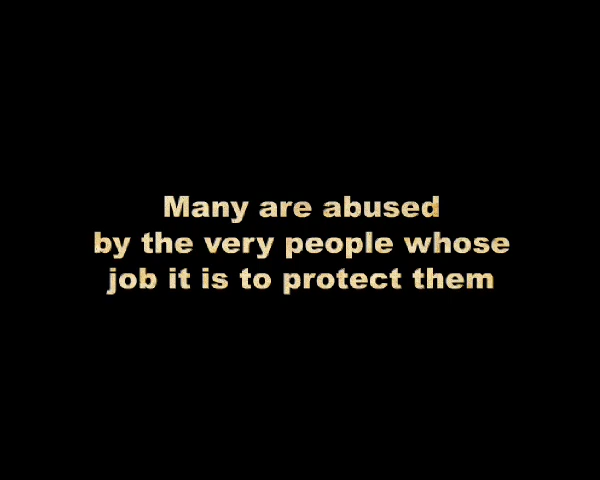 Many are abused
by the very people whose
job it is to protect them